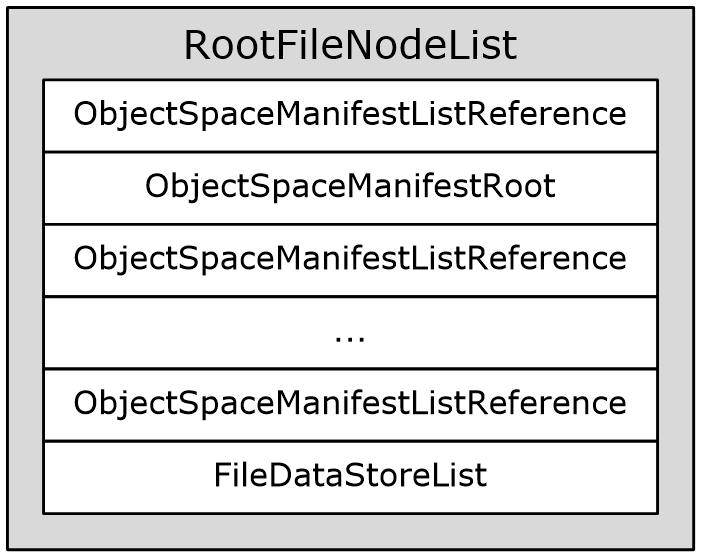 RootFileNodeList
ObjectSpaceManifestListReference
ObjectSpaceManifestRoot
ObjectSpaceManifestListReference
...
ObjectSpaceManifestListReference
FileDataStoreList